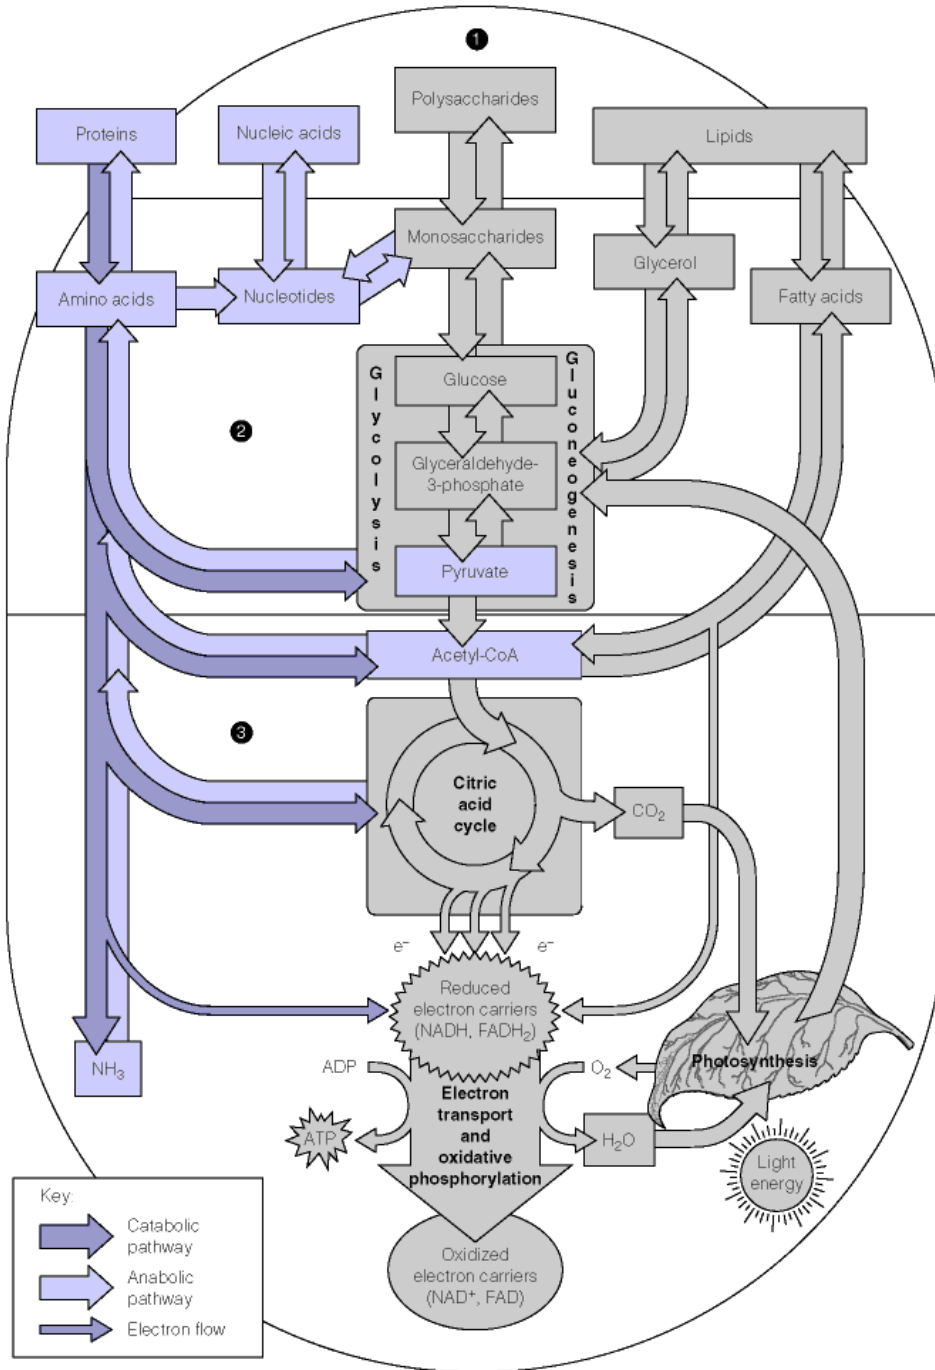 1
Polysaccharides
Proteins
Nucleic acids
Lipids
Monosaccharides
Glycerol
Amino acids
Nucleotides
Fatty acids
Glycolysis
Gluconeogenesis
Glucose
2
Glyceraldehyde-
3-phosphate
Pyruvate
Acetyl-CoA
3
Citric
acid
cycle
CO₂
e⁻
e⁻
Reduced
electron carriers
(NADH, FADH₂)
NH₃
ADP
O₂
Photosynthesis
Electron
transport
and
oxidative
phosphorylation
ATP
H₂O
Light
energy
Key:
Catabolic
pathway
Anabolic
pathway
Electron flow
Oxidized
electron carriers
(NAD⁺, FAD)